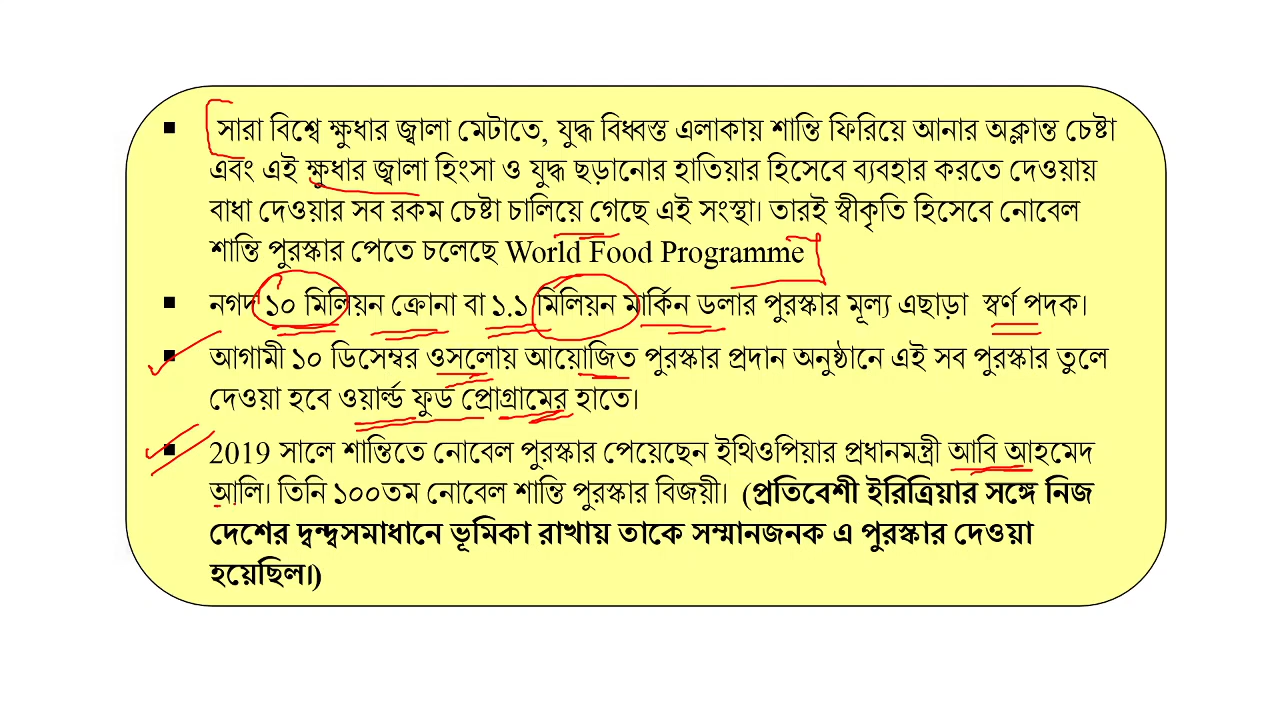 ▪ সারা বিশ্বে ক্ষুধার জ্বালা মেটাতে, যুদ্ধ বিধ্বস্ত এলাকায় শান্তি ফিরিয়ে আনার অক্লান্ত চেষ্টা
এবং এই ক্ষুধার জ্বালা হিংসা ও যুদ্ধ ছড়ানোর হাতিয়ার হিসেবে ব্যবহার করতে দেওয়ায়
বাধা দেওয়ার সব রকম চেষ্টা চালিয়ে গেছে এই সংস্থা। তারই স্বীকৃতি হিসেবে নোবেল
শান্তি পুরস্কার পেতে চলেছে World Food Programme
▪ নগদ ১০ মিলিয়ন ক্রোনা বা ১.১ মিলিয়ন মার্কিন ডলার পুরস্কার মূল্য এছাড়া স্বর্ণ পদক।
▪ আগামী ১০ ডিসেম্বর ওসলোয় আয়োজিত পুরস্কার প্রদান অনুষ্ঠানে এই সব পুরস্কার তুলে
দেওয়া হবে ওয়ার্ল্ড ফুড প্রোগ্রামের হাতে।
▪ 2019 সালে শান্তিতে নোবেল পুরস্কার পেয়েছেন ইথিওপিয়ার প্রধানমন্ত্রী আবি আহমেদ
আলি। তিনি ১০০তম নোবেল শান্তি পুরস্কার বিজয়ী। (প্রতিবেশী ইরিত্রিয়ার সঙ্গে নিজ
দেশের দ্বন্দ্বসমাধানে ভূমিকা রাখায় তাকে সম্মানজনক এ পুরস্কার দেওয়া
হয়েছিল।)